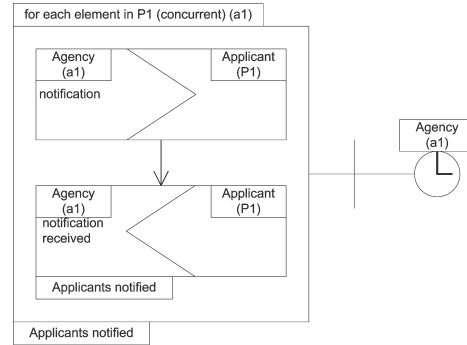 for each element in P1 (concurrent) (a1)
Agency
(a1)
Applicant
(P1)
notification
Agency
(a1)
Agency
(a1)
Applicant
(P1)
notification
received
Applicants notified
Applicants notified